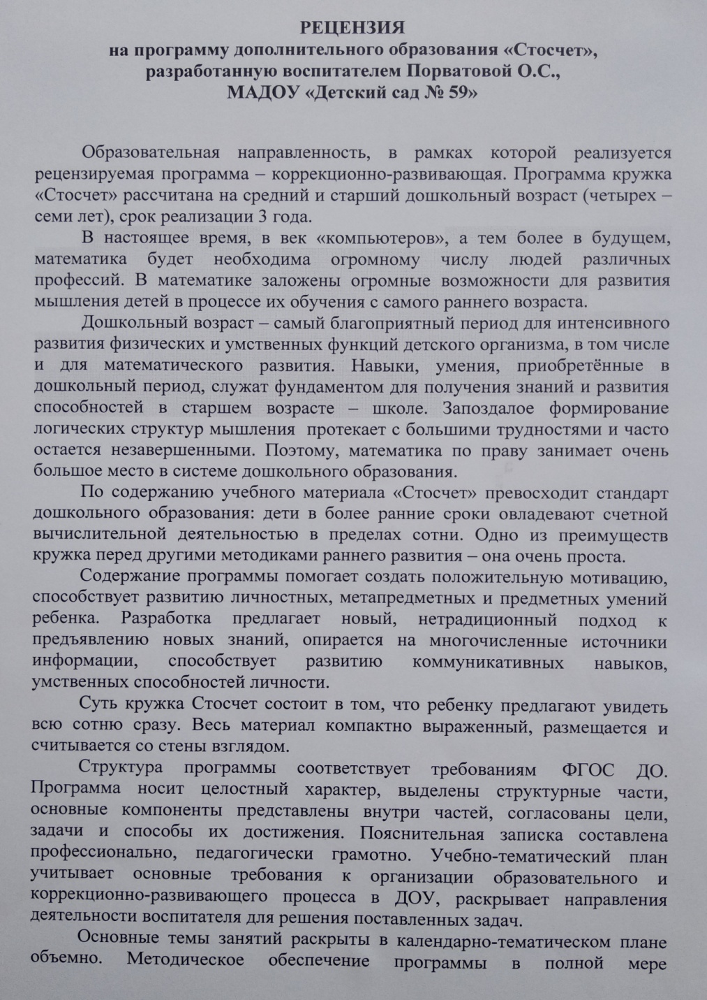 РЕЦЕНЗИЯ
на программу дополнительного образования «Стосчет»,
разработанную воспитателем Порватовой О.С.,
МАДОУ «Детский сад № 59»
Образовательная направленность, в рамках которой реализуется
рецензируемая программа – коррекционно-развивающая. Программа кружка
«Стосчет» рассчитана на средний и старший дошкольный возраст (четырех –
семи лет), срок реализации 3 года.
В настоящее время, в век «компьютеров», а тем более в будущем,
математика будет необходима огромному числу людей различных
профессий. В математике заложены огромные возможности для развития
мышления детей в процессе их обучения с самого раннего возраста.
Дошкольный возраст – самый благоприятный период для интенсивного
развития физических и умственных функций детского организма, в том числе
и для математического развития. Навыки, умения, приобретённые в
дошкольный период, служат фундаментом для получения знаний и развития
способностей в старшем возрасте – школе. Запоздалое формирование
логических структур мышления протекает с большими трудностями и часто
остается незавершенными. Поэтому, математика по праву занимает очень
большое место в системе дошкольного образования.
По содержанию учебного материала «Стосчет» превосходит стандарт
дошкольного образования: дети в более ранние сроки овладевают счетной
вычислительной деятельностью в пределах сотни. Одно из преимуществ
кружка перед другими методиками раннего развития – она очень проста.
Содержание программы помогает создать положительную мотивацию,
способствует развитию личностных, метапредметных и предметных умений
ребенка. Разработка предлагает новый, нетрадиционный подход к
предъявлению новых знаний, опирается на многочисленные источники
информации, способствует развитию коммуникативных навыков,
умственных способностей личности.
Суть кружка Стосчет состоит в том, что ребенку предлагают увидеть
всю сотню сразу. Весь материал компактно выраженный, размещается и
считывается со стены взглядом.
Структура программы соответствует требованиям ФГОС ДО.
Программа носит целостный характер, выделены структурные части,
основные компоненты представлены внутри частей, согласованы цели,
задачи и способы их достижения. Пояснительная записка составлена
профессионально, педагогически грамотно. Учебно-тематический план
учитывает основные требования к организации образовательного и
коррекционно-развивающего процесса в ДОУ, раскрывает направления
деятельности воспитателя для решения поставленных задач.
Основные темы занятий раскрыты в календарно-тематическом плане
объемно. Методическое обеспечение программы в полной мере